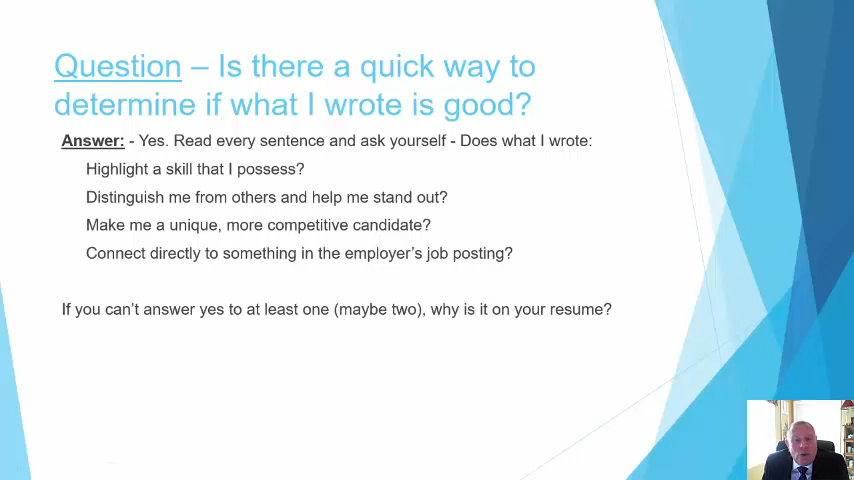 Question – Is there a quick way to
determine if what I wrote is good?
Answer: - Yes. Read every sentence and ask yourself - Does what I wrote:
Highlight a skill that I possess?
Distinguish me from others and help me stand out?
Make me a unique, more competitive candidate?
Connect directly to something in the employer’s job posting?
If you can’t answer yes to at least one (maybe two), why is it on your resume?